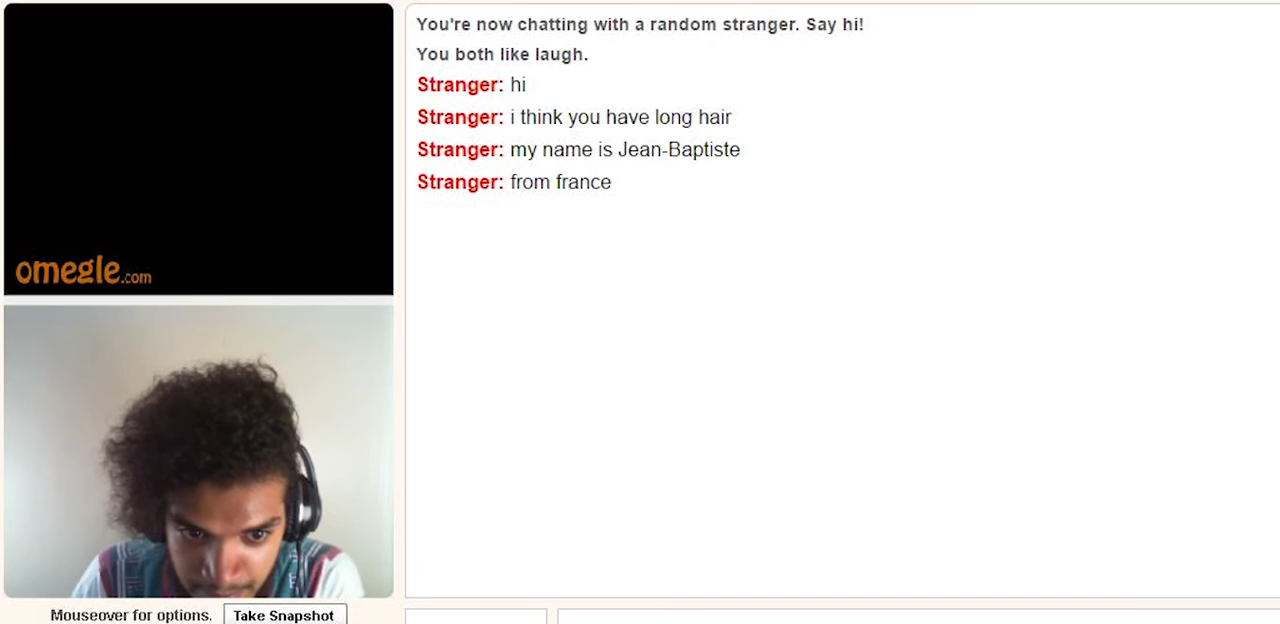 You're now chatting with a random stranger. Say hi!
You both like laugh.
Stranger: hi
Stranger: i think you have long hair
Stranger: my name is Jean-Baptiste
Stranger: from france
omegle.com
Mouseover for options. Take Snapshot